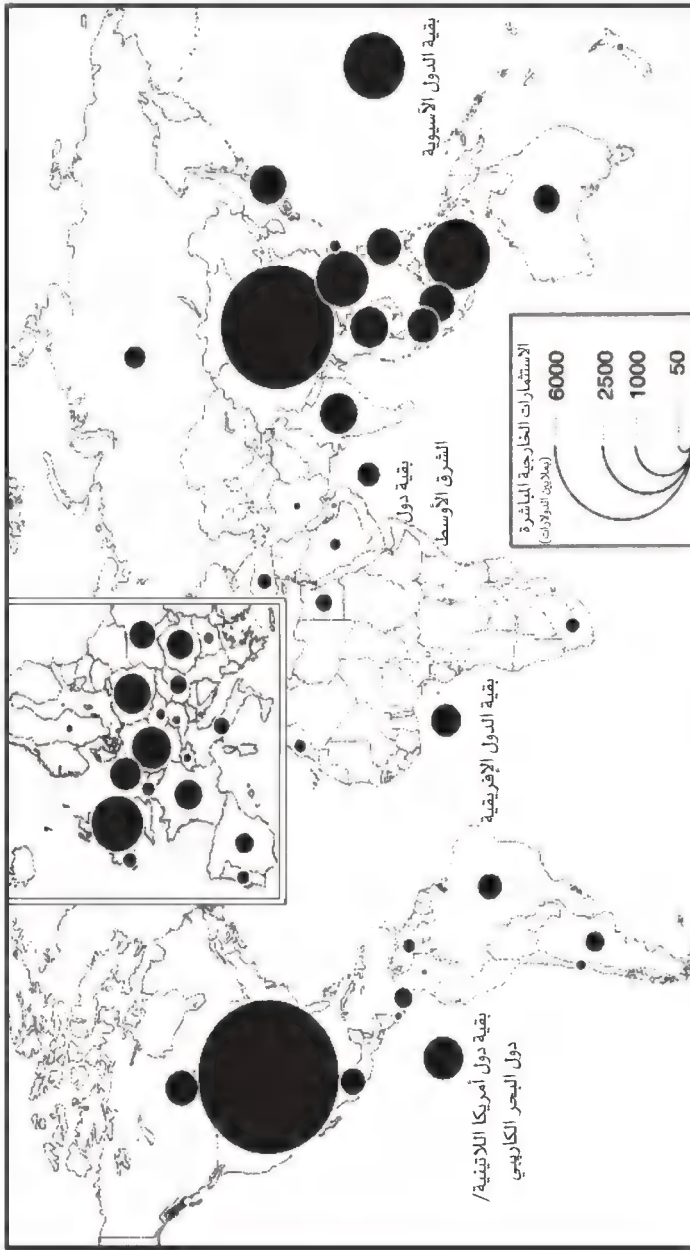 بقية الدول الآسيوية
بقية دول
الشرق الأوسط
بقية الدول الإفريقية
بقية دول أمريكا اللاتينية/
دول البحر الكاريبي
الاستثمارات الخارجية المباشرة
(بملايين الدولارات)
6000
2500
1000
50